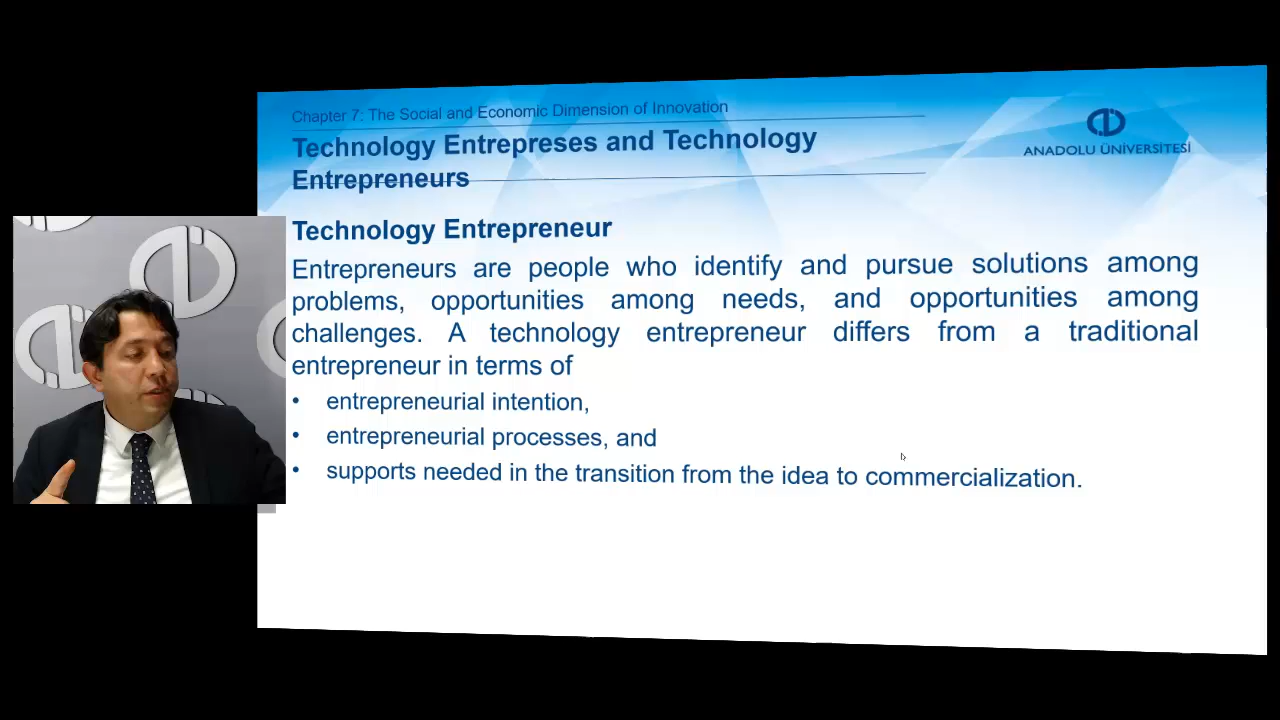 Chapter 7: The Social and Economic Dimension of Innovation
Technology Entrepreses and Technology
Entrepreneurs
ANADOLU ÜNİVERSİTESİ
Technology Entrepreneur
Entrepreneurs are people who identify and pursue solutions among
problems, opportunities among needs, and opportunities among
challenges. A technology entrepreneur differs from a traditional
entrepreneur in terms of
• entrepreneurial intention,
• entrepreneurial processes, and
• supports needed in the transition from the idea to commercialization.